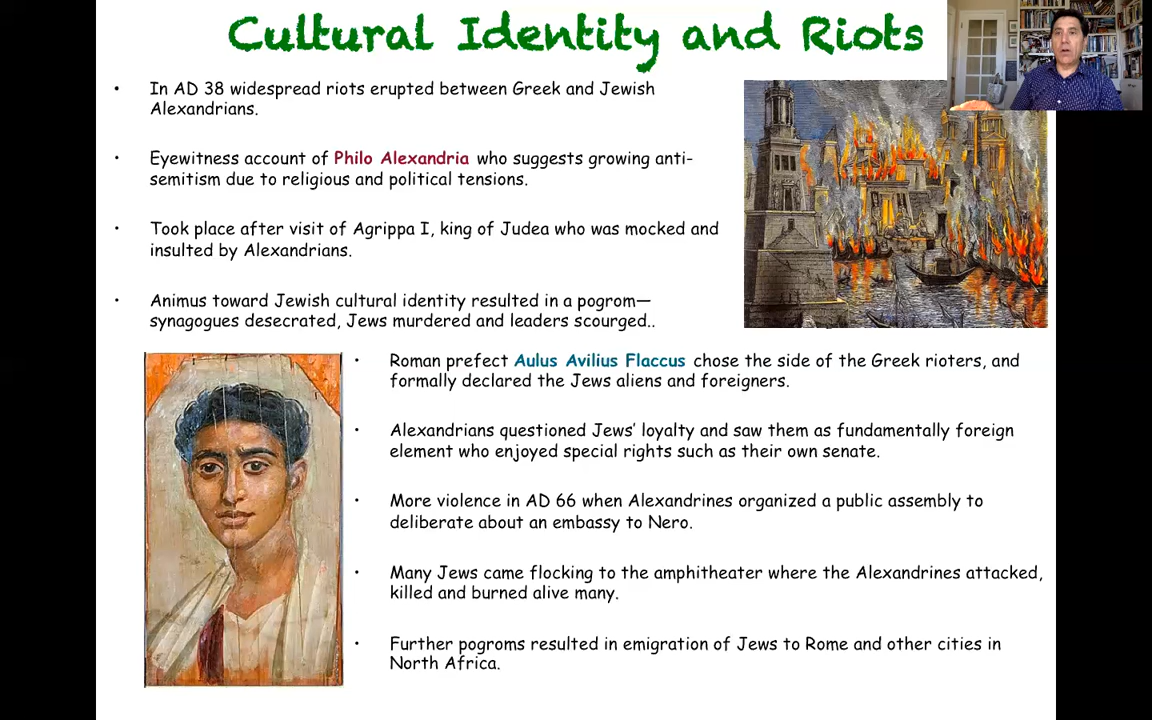 Cultural Identity and Riots
• In AD 38 widespread riots erupted between Greek and Jewish
Alexandrians.
• Eyewitness account of Philo Alexandria who suggests growing anti-
semitism due to religious and political tensions.
• Took place after visit of Agrippa I, king of Judea who was mocked and
insulted by Alexandrians.
• Animus toward Jewish cultural identity resulted in a pogrom—
synagogues desecrated, Jews murdered and leaders scourged..
• Roman prefect Aulus Avilius Flaccus chose the side of the Greek rioters, and
formally declared the Jews aliens and foreigners.
• Alexandrians questioned Jews’ loyalty and saw them as fundamentally foreign
element who enjoyed special rights such as their own senate.
• More violence in AD 66 when Alexandrines organized a public assembly to
deliberate about an embassy to Nero.
• Many Jews came flocking to the amphitheater where the Alexandrines attacked,
killed and burned alive many.
• Further pogroms resulted in emigration of Jews to Rome and other cities in
North Africa.